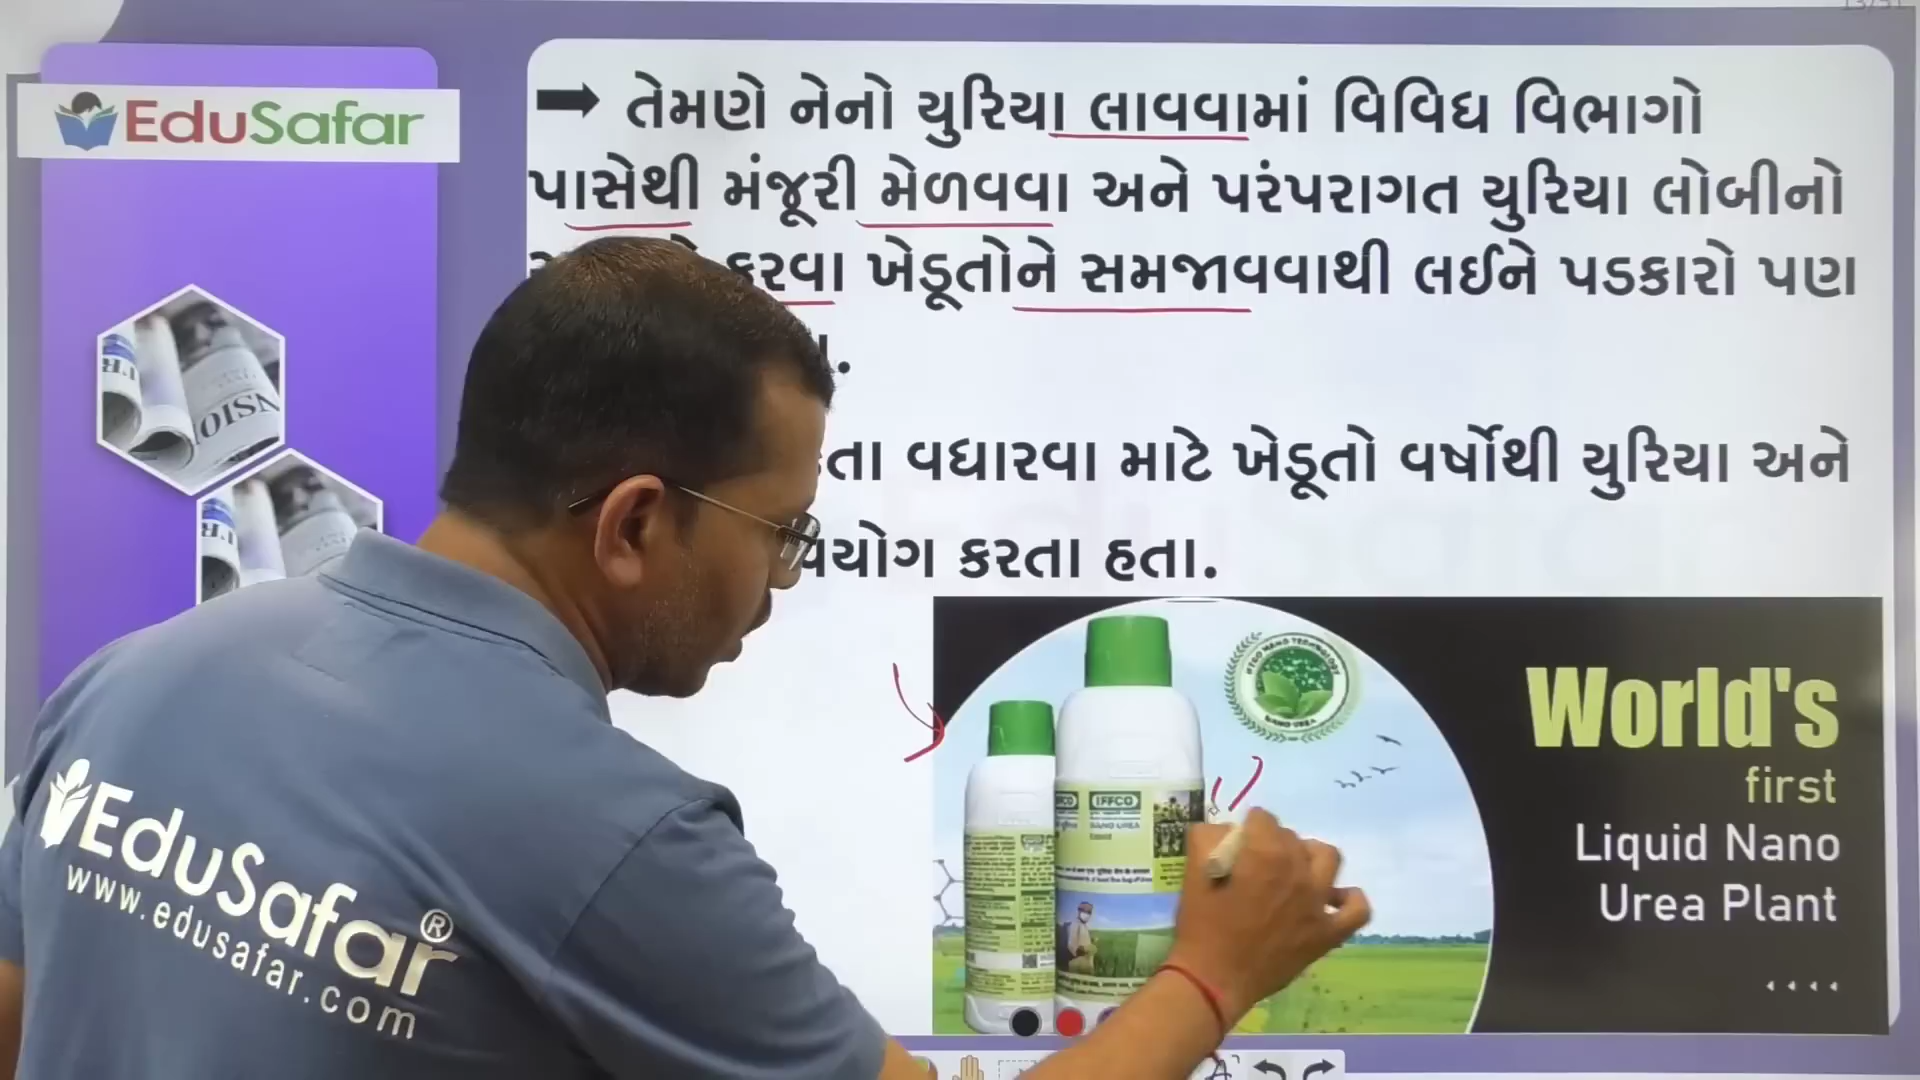 EduSafar
➡ તેમણે નેનો યુરિયા લાવવામાં વિવિધ વિભાગો
પાસેથી મંજૂરી મેળવવા અને પરંપરાગત યુરિયા લોબીનો
કરવા ખેડૂતોને સમજાવવાથી લઈને પડકારો પણ
વધારવા માટે ખેડૂતો વર્ષોથી યુરિયા અને
કરતા હતા.
World's
first
Liquid Nano
Urea Plant
IFFCO
NANO UREA
EduSafar®
www.edusafar.com